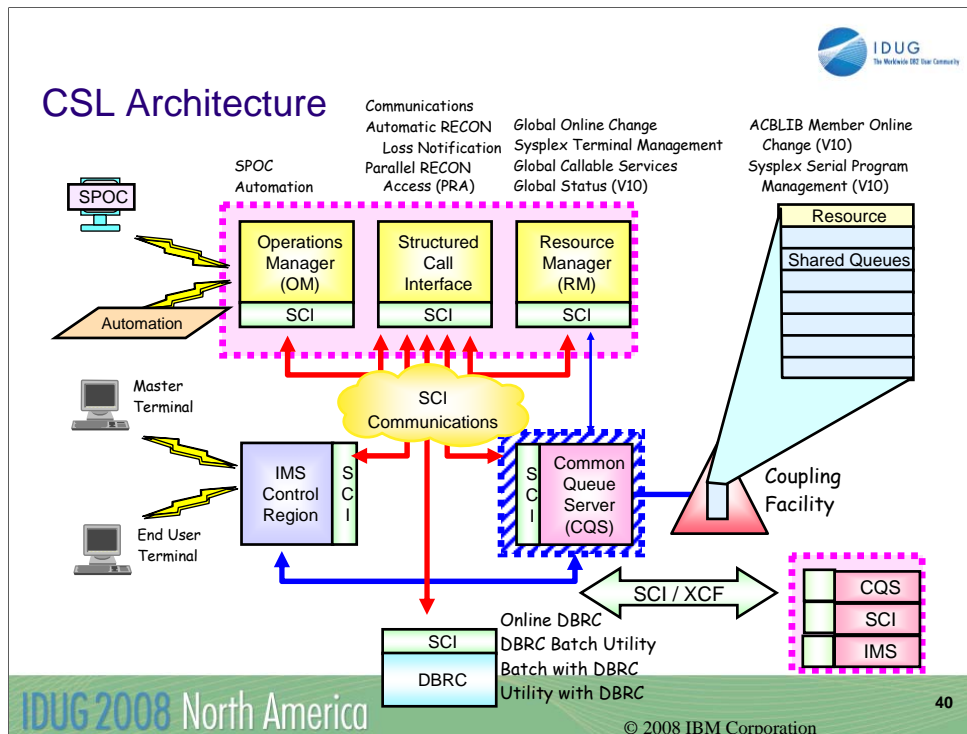 IDUG
The Worldwide DB2 User Community
CSL Architecture
Communications
Automatic RECON
Loss Notification
Parallel RECON
Access (PRA)
Global Online Change
Sysplex Terminal Management
Global Callable Services
Global Status (V10)
ACBLIB Member Online
Change (V10)
Sysplex Serial Program
Management (V10)
SPOC
Automation
SPOC
Automation
Operations
Manager
(OM)
SCI
Structured
Call
Interface
SCI
Resource
Manager
(RM)
SCI
Resource
Shared Queues
SCI
Communications
Master
Terminal
End User
Terminal
IMS
Control
Region
S
C
I
S
C
I
Common
Queue
Server
(CQS)
Coupling
Facility
SCI / XCF
CQS
SCI
IMS
SCI
DBRC
Online DBRC
DBRC Batch Utility
Batch with DBRC
Utility with DBRC
IDUG 2008 North America
40
© 2008 IBM Corporation